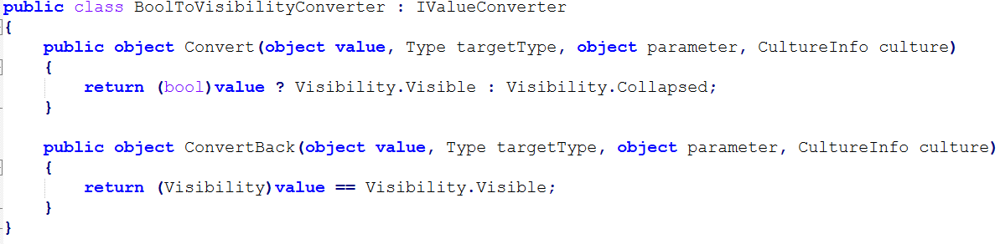 public class BoolToVisibilityConverter : IValueConverter
{
    public object Convert(object value, Type targetType, object parameter, CultureInfo culture)
    {
        return (bool)value ? Visibility.Visible : Visibility.Collapsed;
    }

    public object ConvertBack(object value, Type targetType, object parameter, CultureInfo culture)
    {
        return (Visibility)value == Visibility.Visible;
    }
}